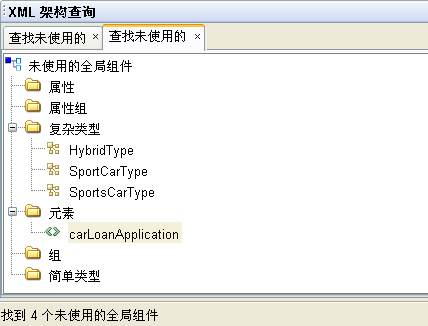 XML 架构查询
查找未使用的 × 查找未使用的 ×
未使用的全局组件
属性
属性组
复杂类型
HybridType
SportCarType
SportsCarType
元素
carLoanApplication
组
简单类型
找到 4 个未使用的全局组件